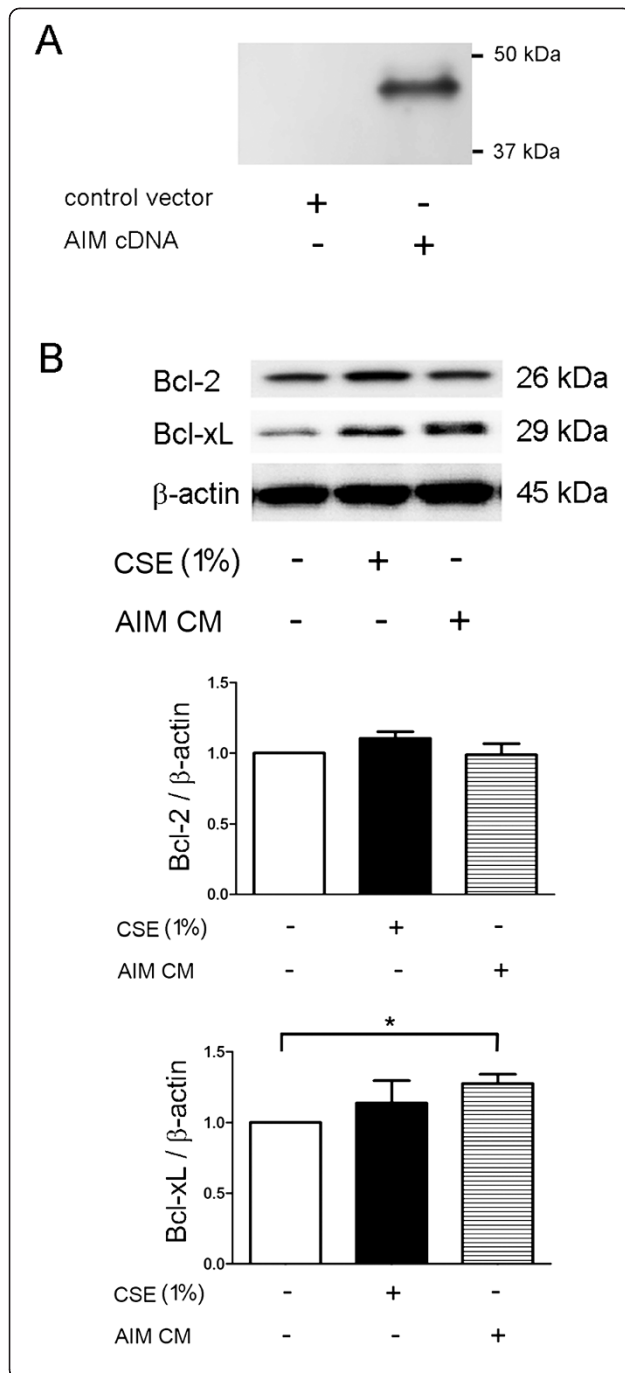 A
50 kDa
37 kDa
control vector + -
AIM cDNA - +
B
Bcl-2 26 kDa
Bcl-xL 29 kDa
β-actin 45 kDa
CSE (1%) - + -
AIM CM - - +
Bcl-2 / β-actin
1.5
1.0
0.5
0.0
CSE (1%) - + -
AIM CM - - +
*
Bcl-xL / β-actin
1.5
1.0
0.5
0.0
CSE (1%) - + -
AIM CM - - +